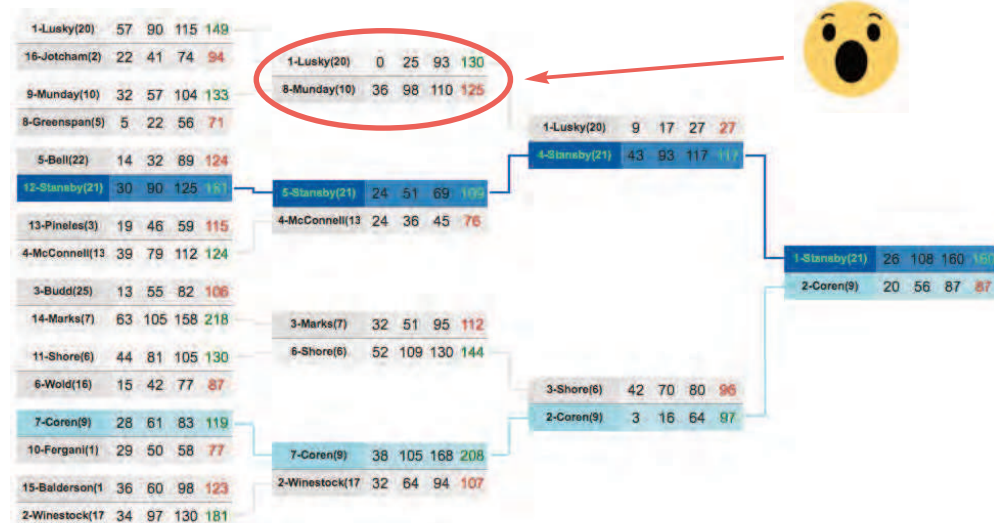 1-Lusky(20) 57 90 115 149
16-Jotcham(2) 22 41 74 94
9-Munday(10) 32 57 104 133
8-Greenspan(5) 5 22 56 71
5-Bell(22) 14 32 89 124
12-Stansby(21) 30 90 125
13-Pineles(3) 19 46 59 115
4-McConnell(13 39 79 112 124
3-Budd(25) 13 55 82 106
14-Marks(7) 63 105 158 218
11-Shore(6) 44 81 105 130
6-Wold(16) 15 42 77 87
7-Coren(9) 28 61 83 119
10-Fergani(1) 29 50 58 77
15-Balderson(1 36 60 98 123
2-Winestock(17 34 97 130 181
1-Lusky(20) 0 25 93 130
8-Munday(10) 36 98 110 125
5-Stansby(21) 24 51 69 109
4-McConnell(13 24 36 45 76
3-Marks(7) 32 51 95 112
6-Shore(6) 52 109 130 144
7-Coren(9) 38 105 168 208
2-Winestock(17 32 64 94 107
1-Lusky(20) 9 17 27 27
4-Stansby(21) 43 93 117 117
3-Shore(6) 42 70 80 96
2-Coren(9) 3 16 64 97
1-Stansby(21) 26 108 160 160
2-Coren(9) 20 56 87 87